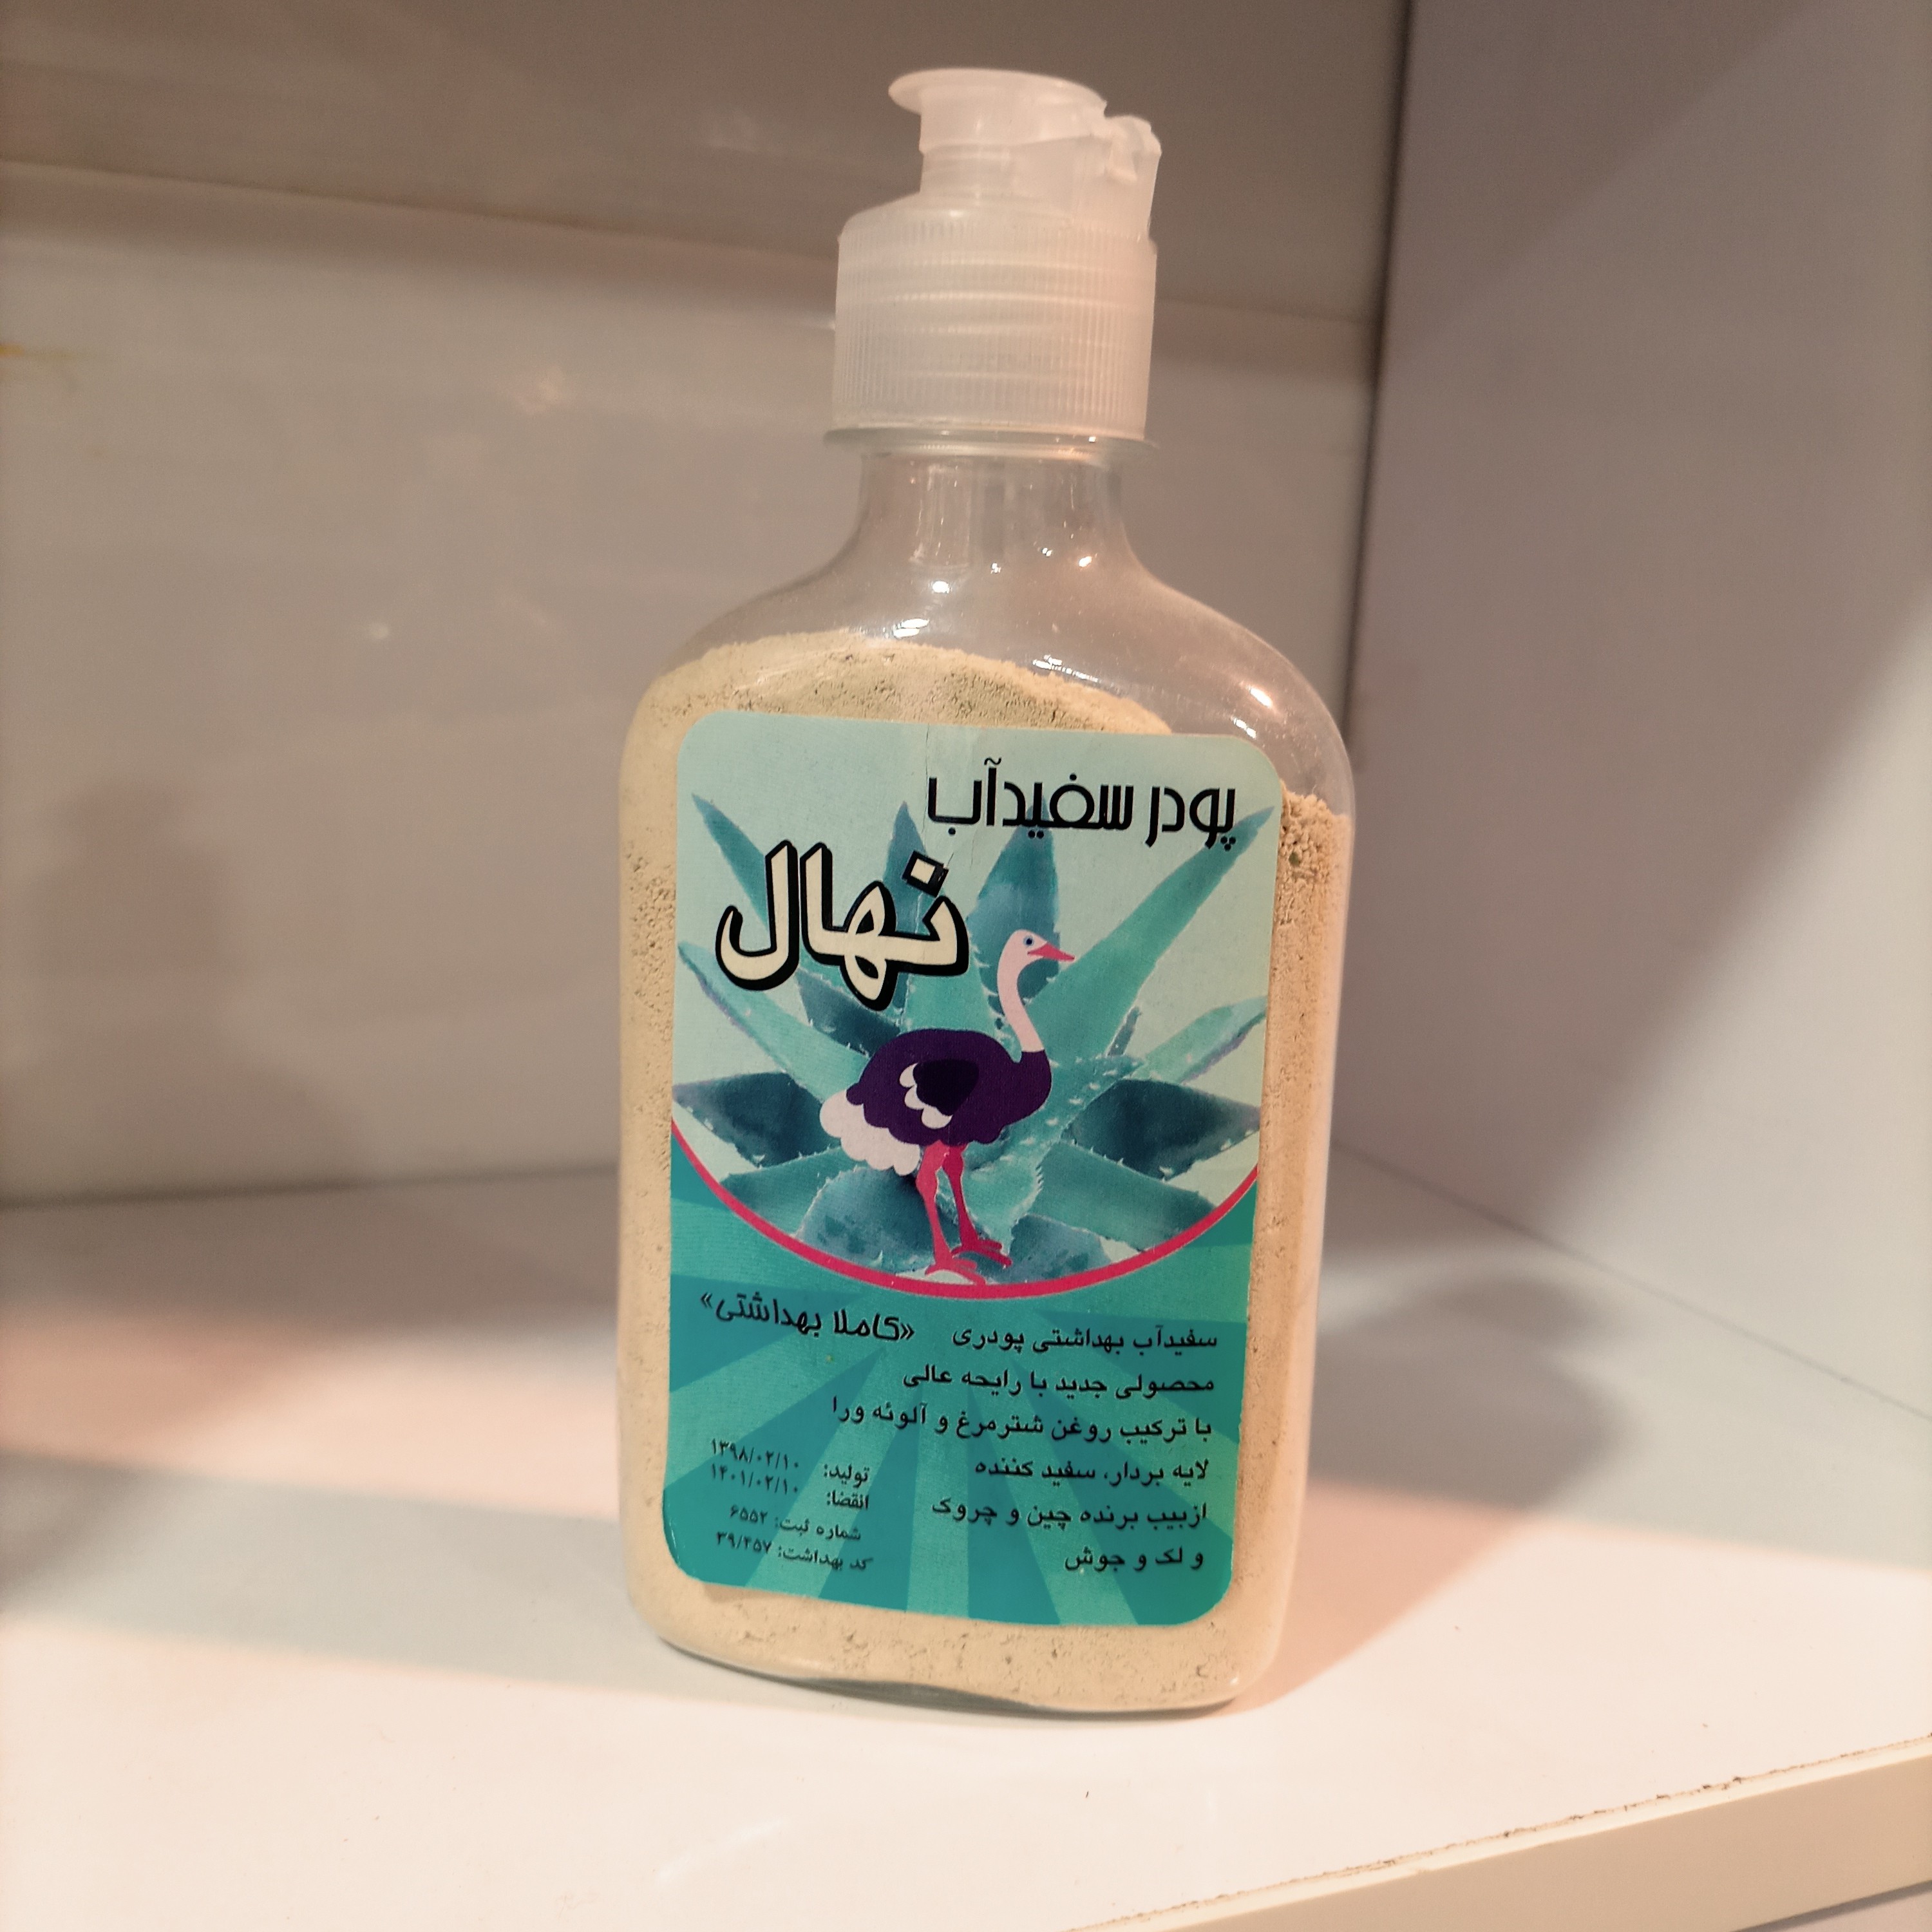 پودر سفیدآب
نهال
سفیدآب بهداشتی پودری «کاملا بهداشتی»
محصولی جدید با رایحه عالی
با ترکیب روغن شترمرغ و آلوئه ورا
لایه بردار، سفید کننده
ازبیب برنده چین و چروک
و لک و جوش
تولید: ۱۳۹۸/۰۲/۱۰
انقضا: ۱۴۰۱/۰۲/۱۰
شماره ثبت: ۶۵۵۲
کد بهداشت: ۳۹/۴۵۷